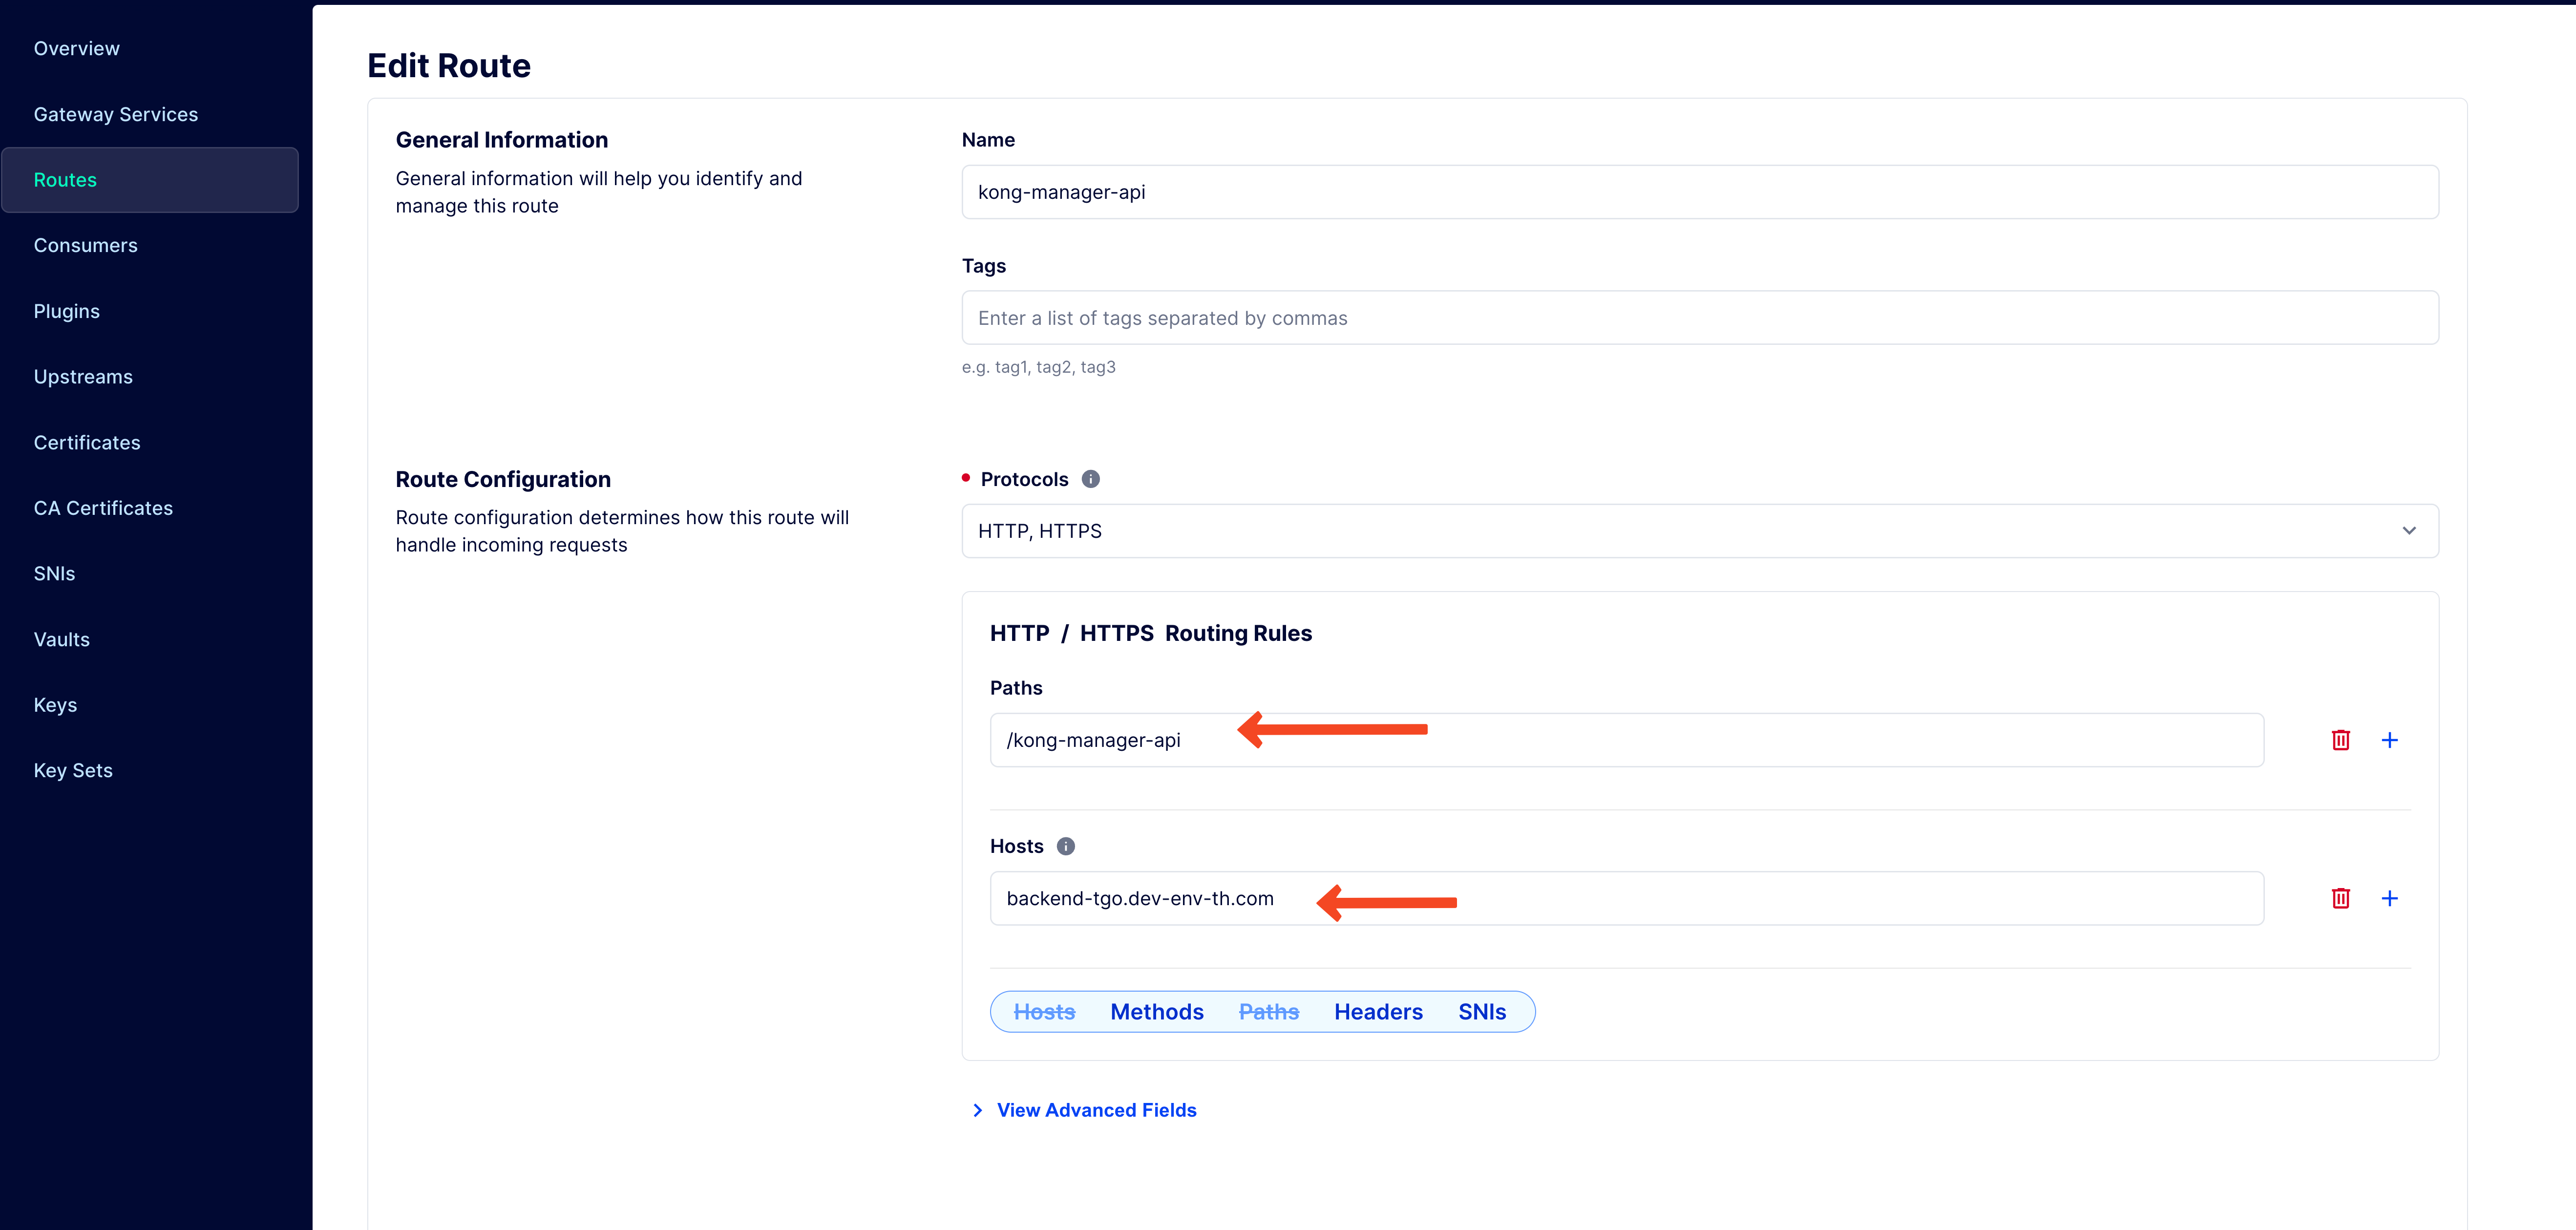 Overview
Gateway Services
Routes
Consumers
Plugins
Upstreams
Certificates
CA Certificates
SNIs
Vaults
Keys
Key Sets
Edit Route
General Information
General information will help you identify and
manage this route
Name
kong-manager-api
Tags
Enter a list of tags separated by commas
e.g. tag1, tag2, tag3
Route Configuration
Route configuration determines how this route will
handle incoming requests
Protocols
HTTP, HTTPS
HTTP / HTTPS Routing Rules
Paths
/kong-manager-api
Hosts
backend-tgo.dev-env-th.com
Hosts Methods Paths Headers SNIs
View Advanced Fields